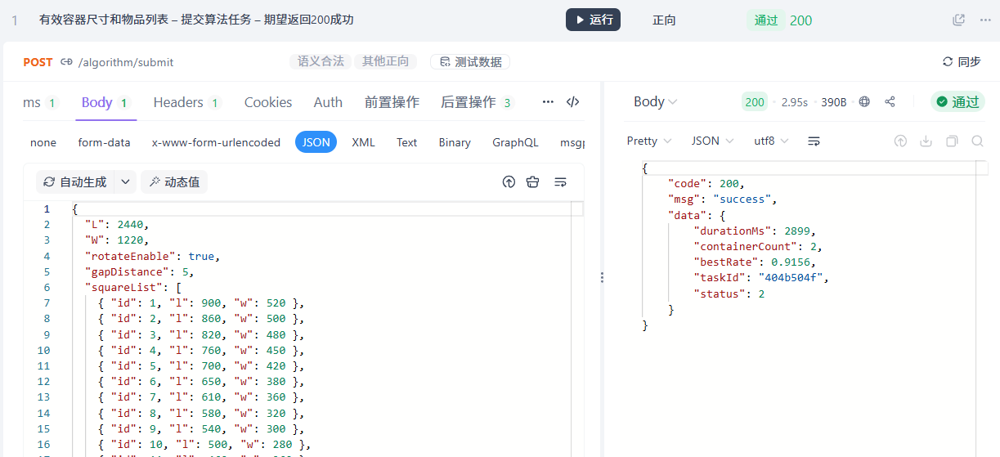 1 有效容器尺寸和物品列表 – 提交算法任务 – 期望返回200成功 运行 正向 通过 200
POST /algorithm/submit 语义合法 其他正向 测试数据 同步
ms 1 Body 1 Headers 1 Cookies Auth 前置操作 后置操作 3
Body 200 2.95s 390B 通过
none form-data x-www-form-urlencoded JSON XML Text Binary GraphQL msgp
Pretty JSON utf8
自动生成 动态值
1 {
2 "L": 2440,
3 "W": 1220,
4 "rotateEnable": true,
5 "gapDistance": 5,
6 "squareList": [
7 { "id": 1, "l": 900, "w": 520 },
8 { "id": 2, "l": 860, "w": 500 },
9 { "id": 3, "l": 820, "w": 480 },
10 { "id": 4, "l": 760, "w": 450 },
11 { "id": 5, "l": 700, "w": 420 },
12 { "id": 6, "l": 650, "w": 380 },
13 { "id": 7, "l": 610, "w": 360 },
14 { "id": 8, "l": 580, "w": 320 },
15 { "id": 9, "l": 540, "w": 300 },
16 { "id": 10, "l": 500, "w": 280 },
{
"code": 200,
"msg": "success",
"data": {
"durationMs": 2899,
"containerCount": 2,
"bestRate": 0.9156,
"taskId": "404b504f",
"status": 2
}
}